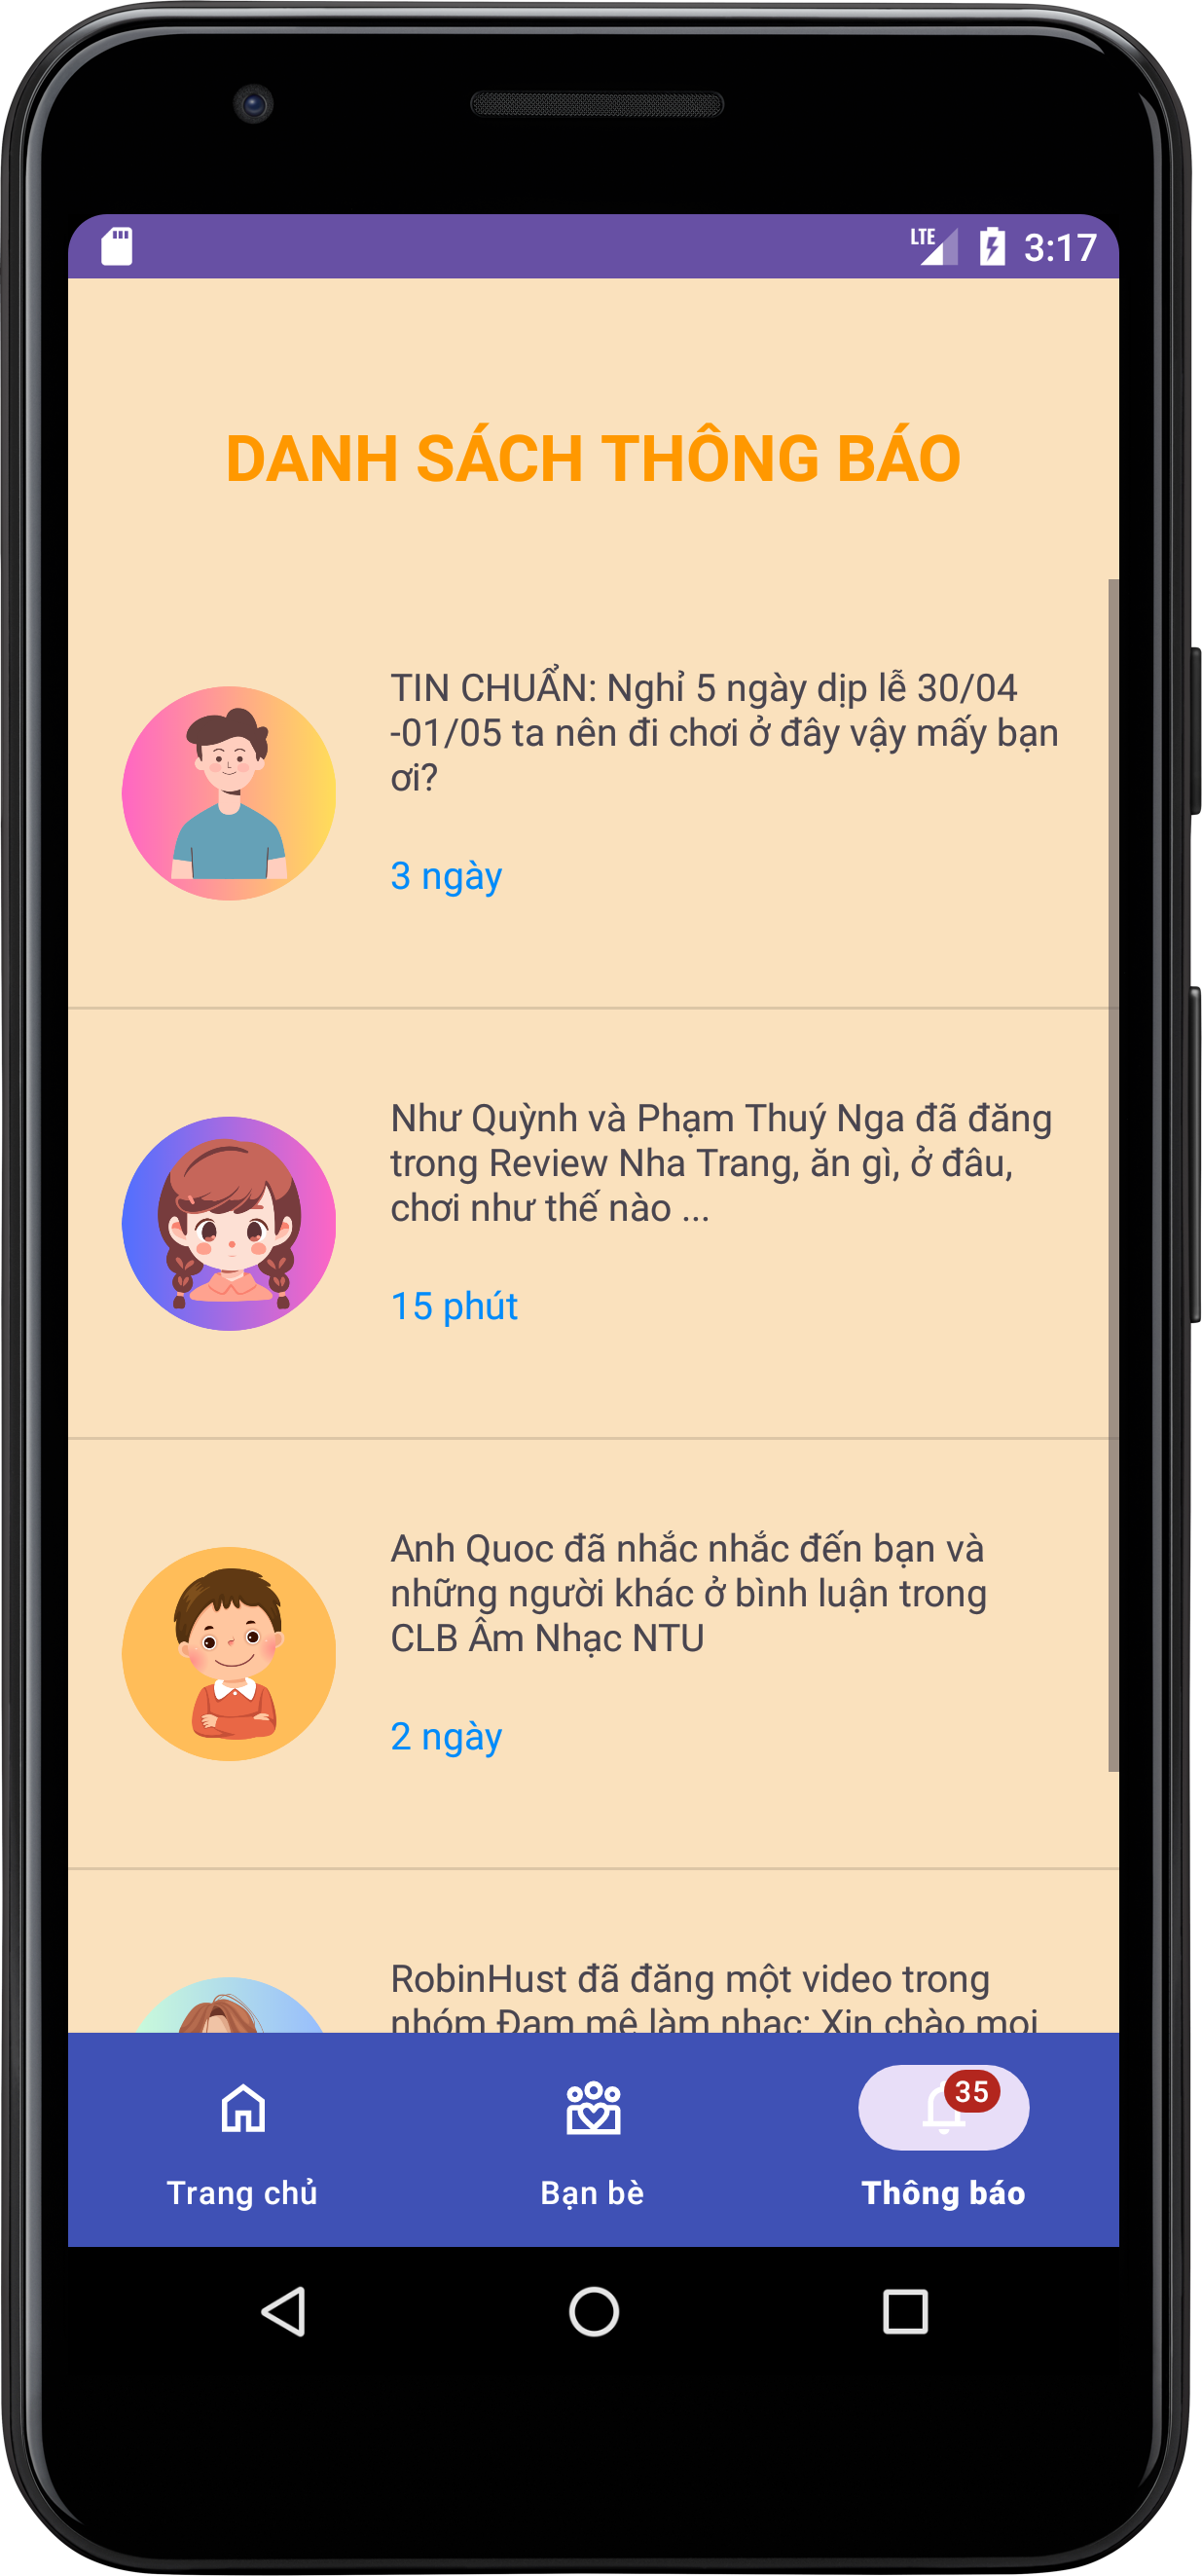 LTE 3:17
DANH SÁCH THÔNG BÁO
TIN CHUẨN: Nghỉ 5 ngày dịp lễ 30/04
-01/05 ta nên đi chơi ở đây vậy mấy bạn
ơi?
3 ngày
Như Quỳnh và Phạm Thuý Nga đã đăng
trong Review Nha Trang, ăn gì, ở đâu,
chơi như thế nào ...
15 phút
Anh Quoc đã nhắc nhắc đến bạn và
những người khác ở bình luận trong
CLB Âm Nhạc NTU
2 ngày
RobinHust đã đăng một video trong
nhóm Đam mê làm nhạc: Xin chào mọi
35
Trang chủ
Bạn bè
Thông báo